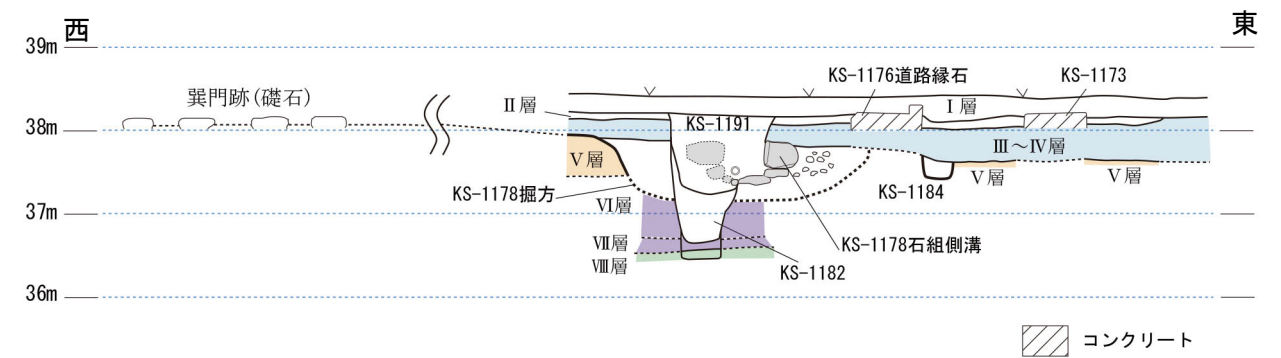 西
東
39m
巽門跡（礎石）
KS-1176道路縁石
KS-1173
Ⅱ層
Ⅰ層
38m
KS-1191
Ⅲ～Ⅳ層
Ⅴ層
Ⅴ層
Ⅴ層
KS-1178掘方
KS-1184
Ⅵ層
37m
Ⅶ層
KS-1178石組側溝
Ⅷ層
KS-1182
36m
コンクリート